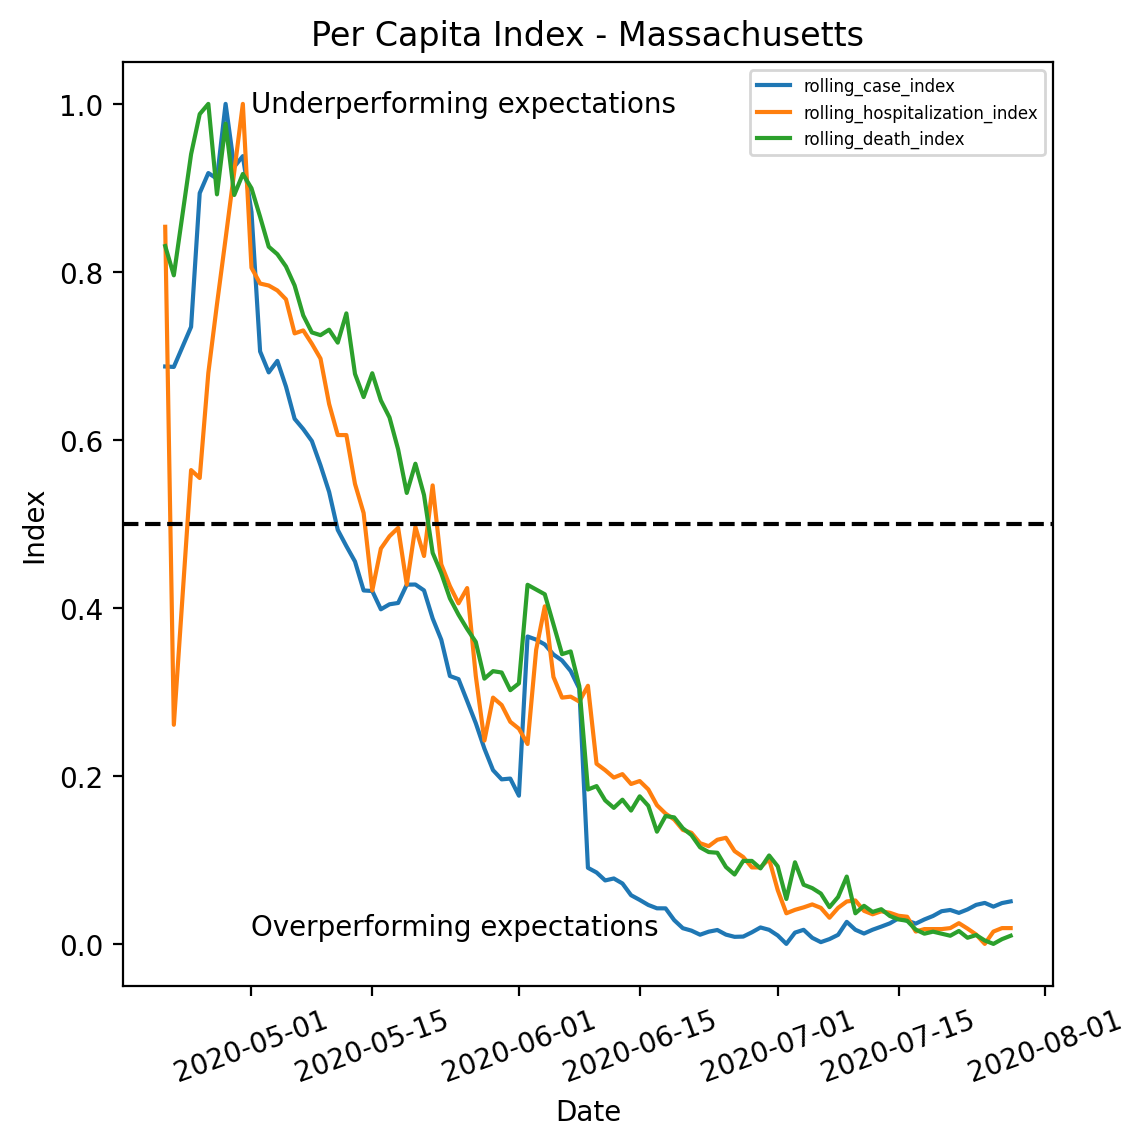 Per Capita Index - Massachusetts
Underperforming expectations
rolling_case_index
rolling_hospitalization_index
rolling_death_index
1.0
0.8
0.6
0.4
0.2
0.0
Index
Overperforming expectations
2020-05-01
2020-05-15
2020-06-01
2020-06-15
2020-07-01
2020-07-15
2020-08-01
Date